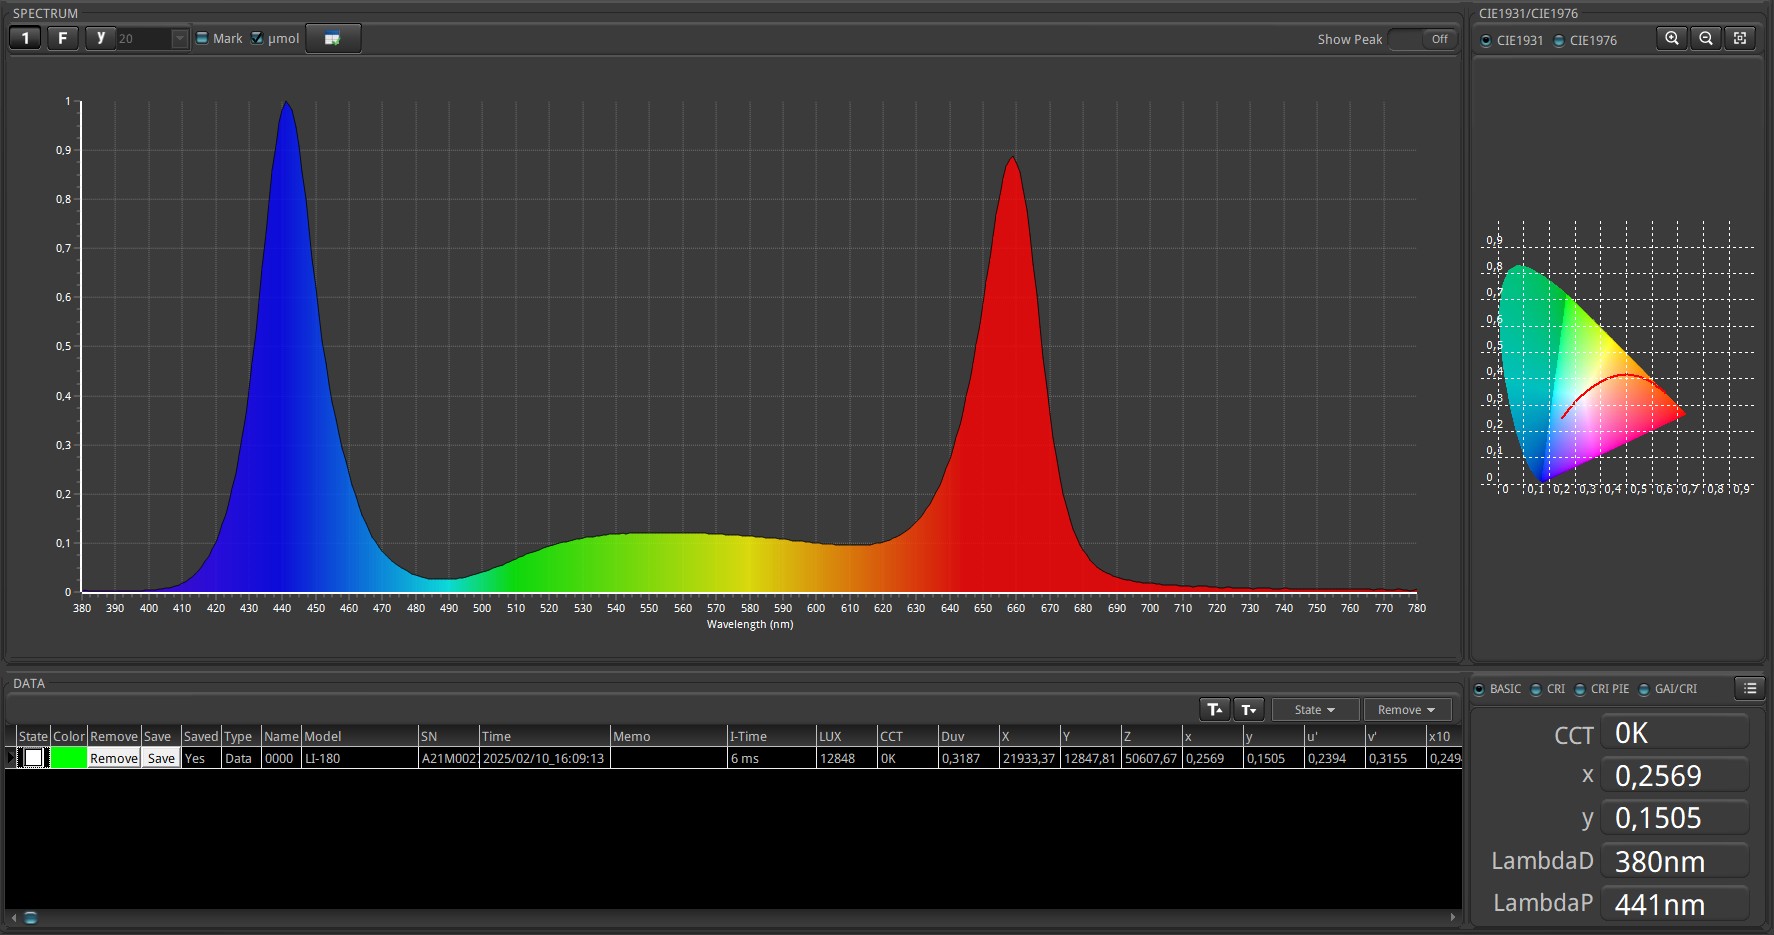 SPECTRUM
1 F y 20 Mark μmol Show Peak Off
1
0,9
0,8
0,7
0,6
0,5
0,4
0,3
0,2
0,1
0
380 390 400 410 420 430 440 450 460 470 480 490 500 510 520 530 540 550 560 570 580 590 600 610 620 630 640 650 660 670 680 690 700 710 720 730 740 750 760 770 780
Wavelength (nm)
CIE1931/CIE1976
CIE1931 CIE1976
0,9
0,8
0,7
0,6
0,5
0,4
0,3
0,2
0,1
0
0 0,1 0,2 0,3 0,4 0,5 0,6 0,7 0,8 0,9
DATA
T T State Remove
State Color Remove Save Saved Type Name Model SN Time Memo I-Time LUX CCT Duv X Y Z x y u' v' x10
Remove Save Yes Data 0000 LI-180 A21M002 2025/02/10_16:09:13 6 ms 12848 0K 0,3187 21933,37 12847,81 50607,67 0,2569 0,1505 0,2394 0,3155 0,249
BASIC CRI CRI PIE GAI/CRI
CCT 0K
x 0,2569
y 0,1505
LambdaD 380nm
LambdaP 441nm